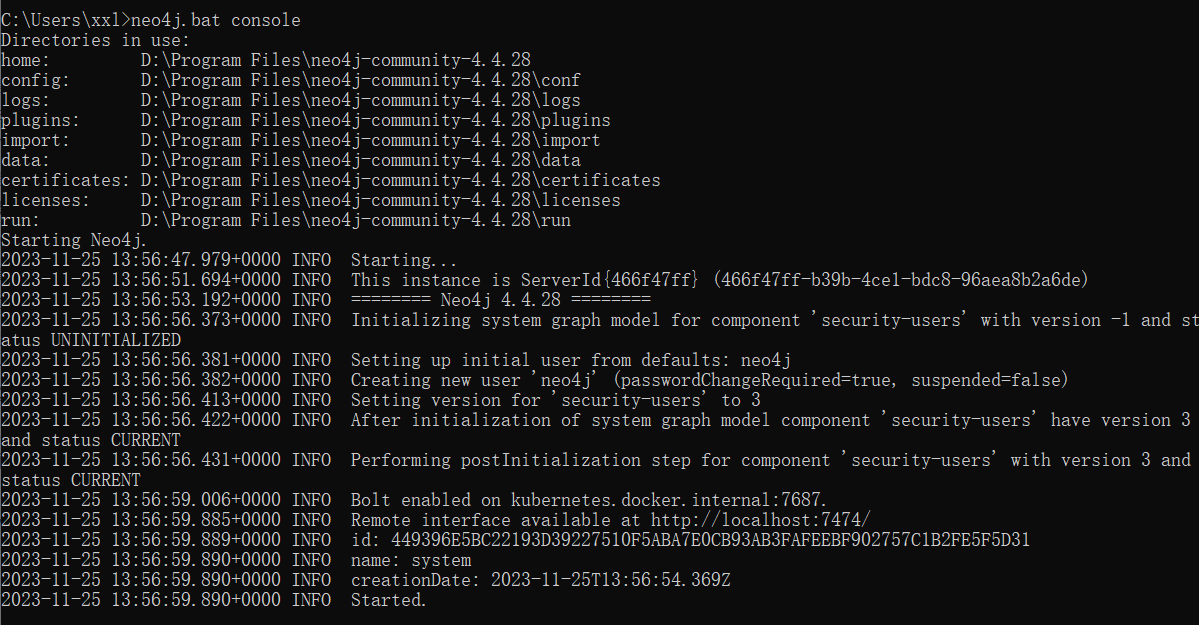 C:\Users\xxl>neo4j.bat console
Directories in use:
home:         D:\Program Files\neo4j-community-4.4.28
config:       D:\Program Files\neo4j-community-4.4.28\conf
logs:         D:\Program Files\neo4j-community-4.4.28\logs
plugins:      D:\Program Files\neo4j-community-4.4.28\plugins
import:       D:\Program Files\neo4j-community-4.4.28\import
data:         D:\Program Files\neo4j-community-4.4.28\data
certificates: D:\Program Files\neo4j-community-4.4.28\certificates
licenses:     D:\Program Files\neo4j-community-4.4.28\licenses
run:          D:\Program Files\neo4j-community-4.4.28\run
Starting Neo4j.
2023-11-25 13:56:47.979+0000 INFO  Starting...
2023-11-25 13:56:51.694+0000 INFO  This instance is ServerId{466f47ff} (466f47ff-b39b-4ce1-bdc8-96aea8b2a6de)
2023-11-25 13:56:53.192+0000 INFO  ======== Neo4j 4.4.28 ========
2023-11-25 13:56:56.373+0000 INFO  Initializing system graph model for component 'security-users' with version -1 and st
atus UNINITIALIZED
2023-11-25 13:56:56.381+0000 INFO  Setting up initial user from defaults: neo4j
2023-11-25 13:56:56.382+0000 INFO  Creating new user 'neo4j' (passwordChangeRequired=true, suspended=false)
2023-11-25 13:56:56.413+0000 INFO  Setting version for 'security-users' to 3
2023-11-25 13:56:56.422+0000 INFO  After initialization of system graph model component 'security-users' have version 3
and status CURRENT
2023-11-25 13:56:56.431+0000 INFO  Performing postInitialization step for component 'security-users' with version 3 and
status CURRENT
2023-11-25 13:56:59.006+0000 INFO  Bolt enabled on kubernetes.docker.internal:7687.
2023-11-25 13:56:59.885+0000 INFO  Remote interface available at http://localhost:7474/
2023-11-25 13:56:59.889+0000 INFO  id: 449396E5BC22193D39227510F5ABA7E0CB93AB3FAFEEBF902757C1B2FE5F5D31
2023-11-25 13:56:59.890+0000 INFO  name: system
2023-11-25 13:56:59.890+0000 INFO  creationDate: 2023-11-25T13:56:54.369Z
2023-11-25 13:56:59.890+0000 INFO  Started.